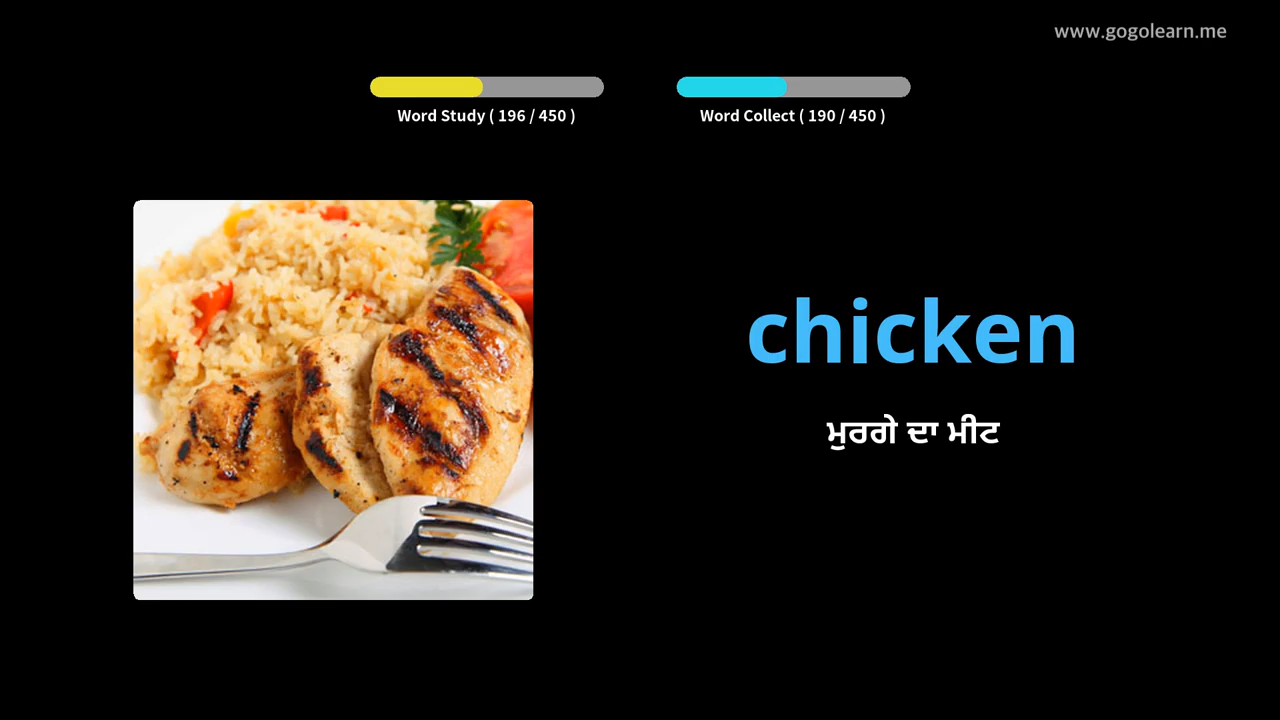 www.gogolearn.me
Word Study ( 196 / 450 )
Word Collect ( 190 / 450 )
chicken
ਮੁਰਗੇ ਦਾ ਮੀਟ